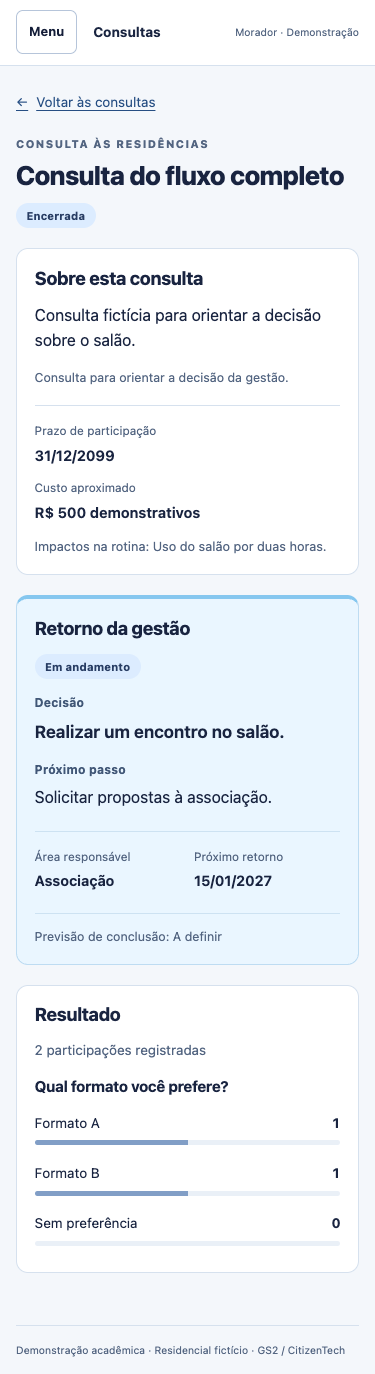 Menu
Consultas
Morador · Demonstração
← Voltar às consultas
CONSULTA ÀS RESIDÊNCIAS
Consulta do fluxo completo
Encerrada
Sobre esta consulta
Consulta fictícia para orientar a decisão
sobre o salão.
Consulta para orientar a decisão da gestão.
Prazo de participação
31/12/2099
Custo aproximado
R$ 500 demonstrativos
Impactos na rotina: Uso do salão por duas horas.
Retorno da gestão
Em andamento
Decisão
Realizar um encontro no salão.
Próximo passo
Solicitar propostas à associação.
Área responsável
Associação
Próximo retorno
15/01/2027
Previsão de conclusão: A definir
Resultado
2 participações registradas
Qual formato você prefere?
Formato A 1
Formato B 1
Sem preferência 0
Demonstração acadêmica · Residencial fictício · GS2 / CitizenTech